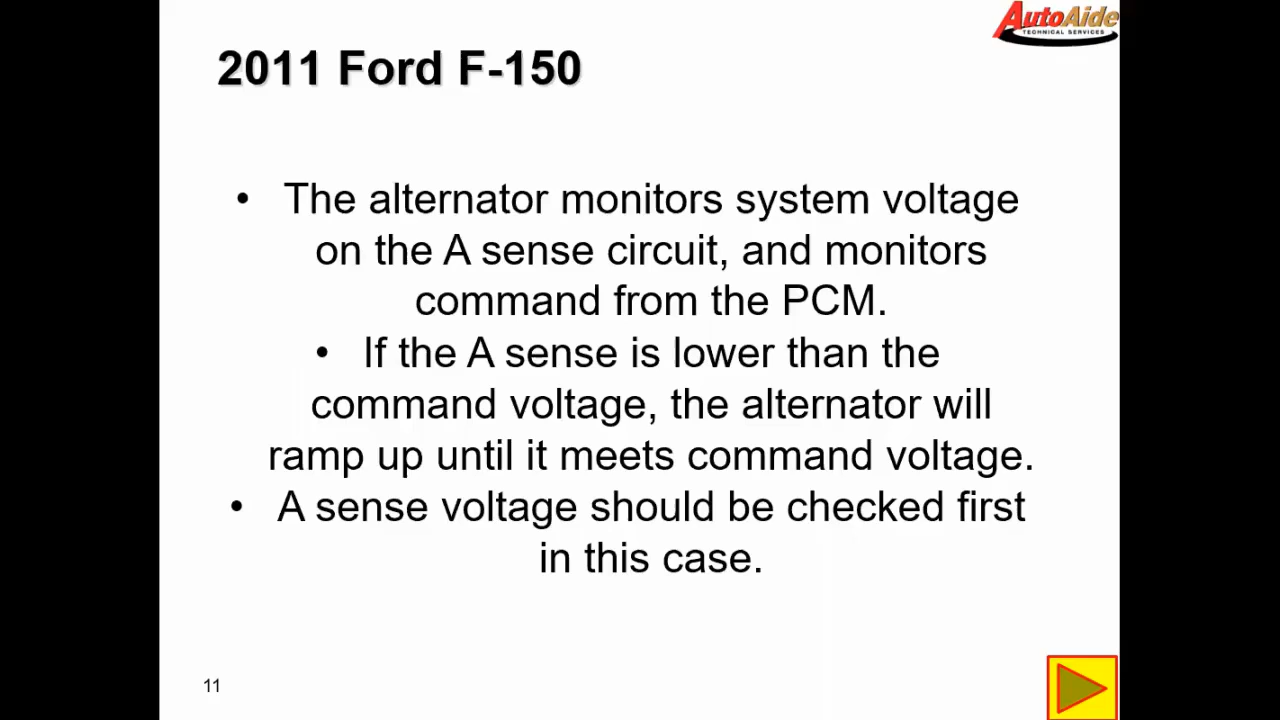 AutoAide
TECHNICAL SERVICES
2011 Ford F-150
• The alternator monitors system voltage
on the A sense circuit, and monitors
command from the PCM.
• If the A sense is lower than the
command voltage, the alternator will
ramp up until it meets command voltage.
• A sense voltage should be checked first
in this case.
11